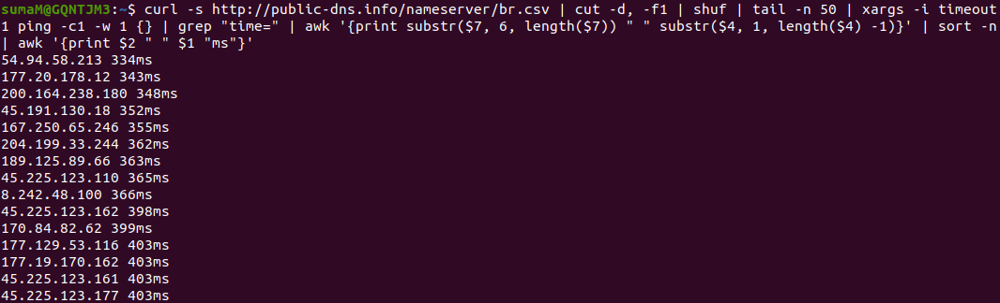 sumaM@GQNTJM3:~$ curl -s http://public-dns.info/nameserver/br.csv | cut -d, -f1 | shuf | tail -n 50 | xargs -i timeout
1 ping -c1 -w 1 {} | grep "time=" | awk '{print substr($7, 6, length($7)) " " substr($4, 1, length($4) -1)}' | sort -n
| awk '{print $2 " " $1 "ms"}'
54.94.58.213 334ms
177.20.178.12 343ms
200.164.238.180 348ms
45.191.130.18 352ms
167.250.65.246 355ms
204.199.33.244 362ms
189.125.89.66 363ms
45.225.123.110 365ms
8.242.48.100 366ms
45.225.123.162 398ms
170.84.82.62 399ms
177.129.53.116 403ms
177.19.170.162 403ms
45.225.123.161 403ms
45.225.123.177 403ms